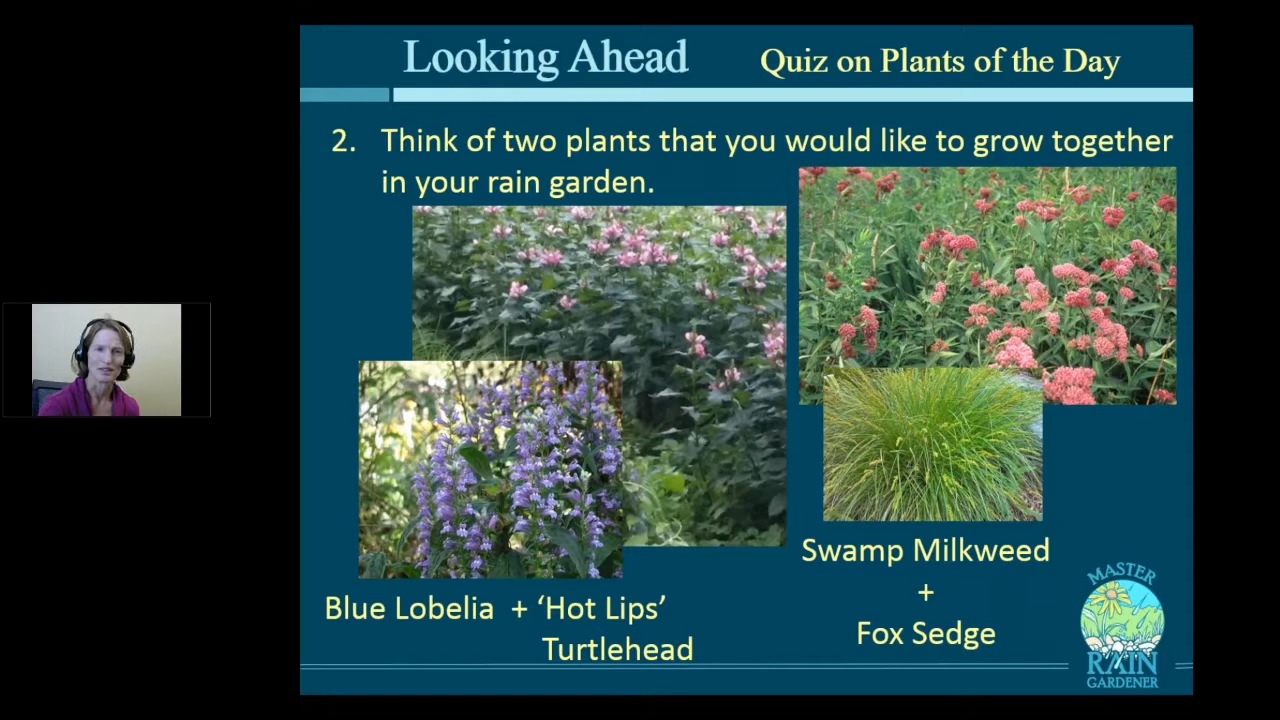 Looking Ahead
Quiz on Plants of the Day
2. Think of two plants that you would like to grow together
in your rain garden.
Blue Lobelia + ‘Hot Lips’
Turtlehead
Swamp Milkweed
+
Fox Sedge
MASTER
RAIN
GARDENER